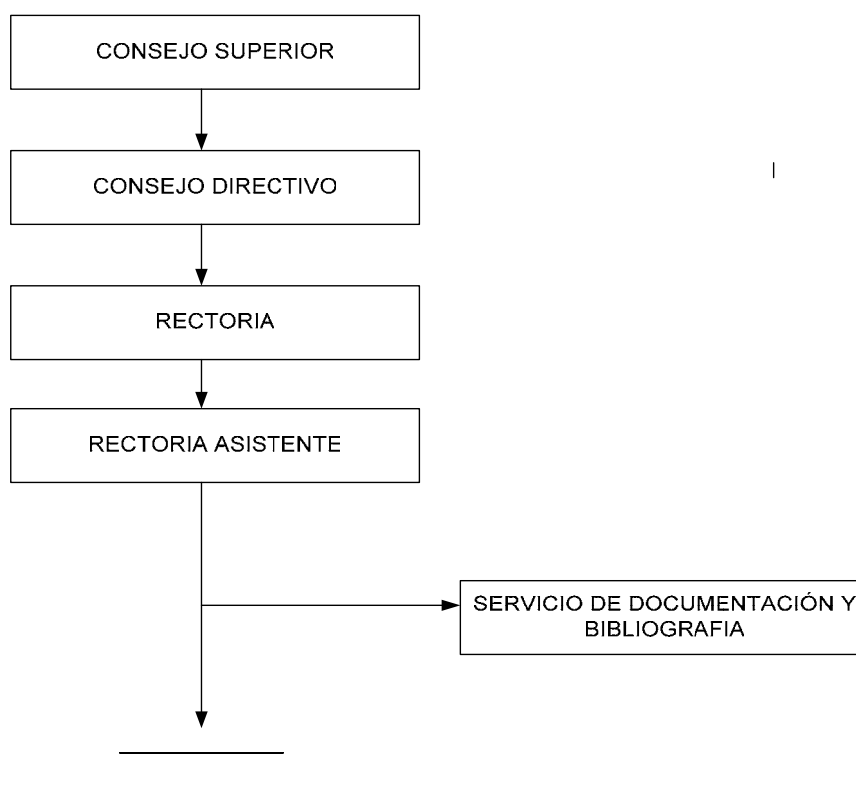 CONSEJO SUPERIOR
CONSEJO DIRECTIVO
RECTORIA
RECTORIA ASISTENTE
SERVICIO DE DOCUMENTACIÓN Y
BIBLIOGRAFIA